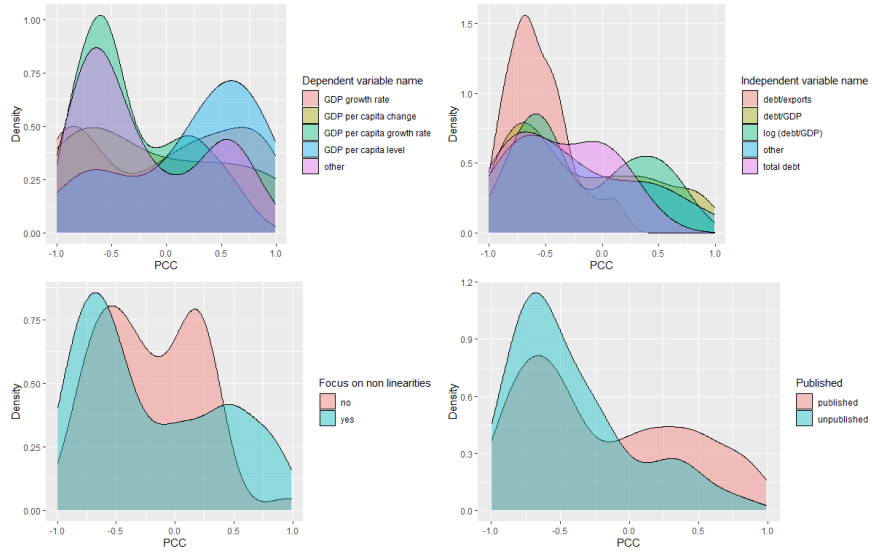 Density
1.00
0.75
0.50
0.25
0.00
-1.0
-0.5
0.0
0.5
1.0
PCC
Dependent variable name
GDP growth rate
GDP per capita change
GDP per capita growth rate
GDP per capita level
other
Density
1.5
1.0
0.5
0.0
-1.0
-0.5
0.0
0.5
1.0
PCC
Independent variable name
debt/exports
debt/GDP
log (debt/GDP)
other
total debt
Density
0.75
0.50
0.25
0.00
-1.0
-0.5
0.0
0.5
1.0
PCC
Focus on non linearities
no
yes
Density
1.2
0.9
0.6
0.3
0.0
-1.0
-0.5
0.0
0.5
1.0
PCC
Published
published
unpublished